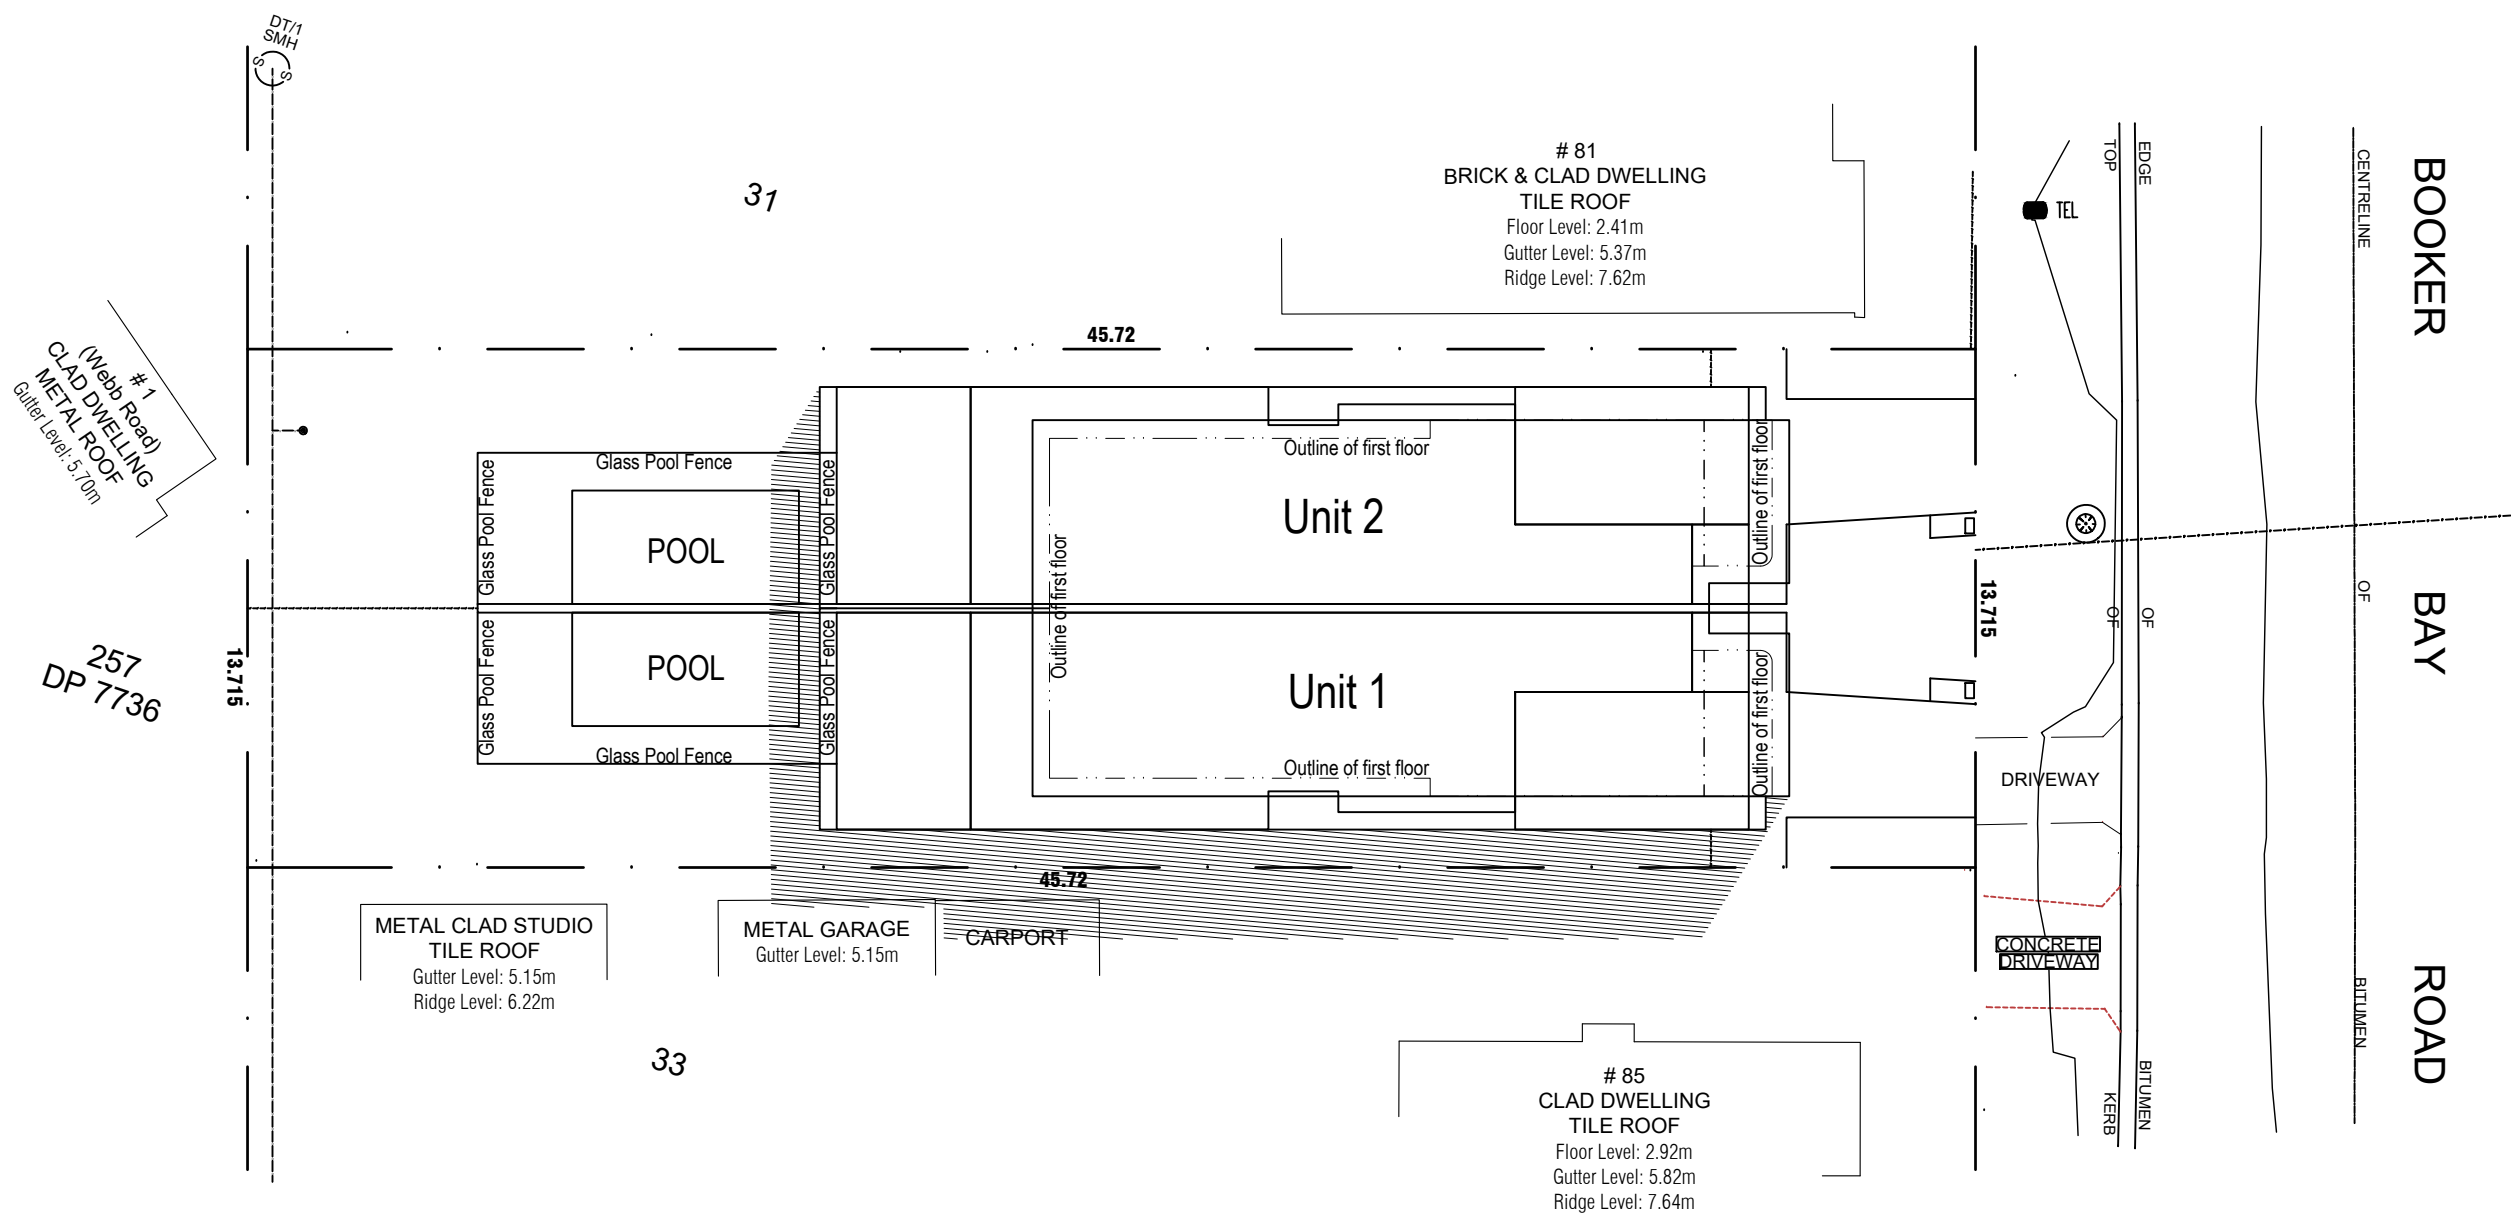 DT/1
SMH
S
S
31
# 81
BRICK & CLAD DWELLING
TILE ROOF
Floor Level: 2.41m
Gutter Level: 5.37m
Ridge Level: 7.62m
TEL
TOP
EDGE
CENTRELINE
BOOKER
45.72
# 1
(Webb Road)
CLAD DWELLING
METAL ROOF
Gutter Level: 5.70m
Glass Pool Fence
Glass Pool Fence
Glass Pool Fence
POOL
Outline of first floor
Outline of first floor
Unit 2
Outline of first floor
13.715
OF
OF
OF
BAY
257
DP 7736
13.715
Glass Pool Fence
POOL
Glass Pool Fence
Glass Pool Fence
Unit 1
Outline of first floor
Outline of first floor
DRIVEWAY
45.72
METAL CLAD STUDIO
TILE ROOF
Gutter Level: 5.15m
Ridge Level: 6.22m
METAL GARAGE
Gutter Level: 5.15m
CARPORT
CONCRETE
DRIVEWAY
33
# 85
CLAD DWELLING
TILE ROOF
Floor Level: 2.92m
Gutter Level: 5.82m
Ridge Level: 7.64m
KERB
BITUMEN
BITUMEN
ROAD